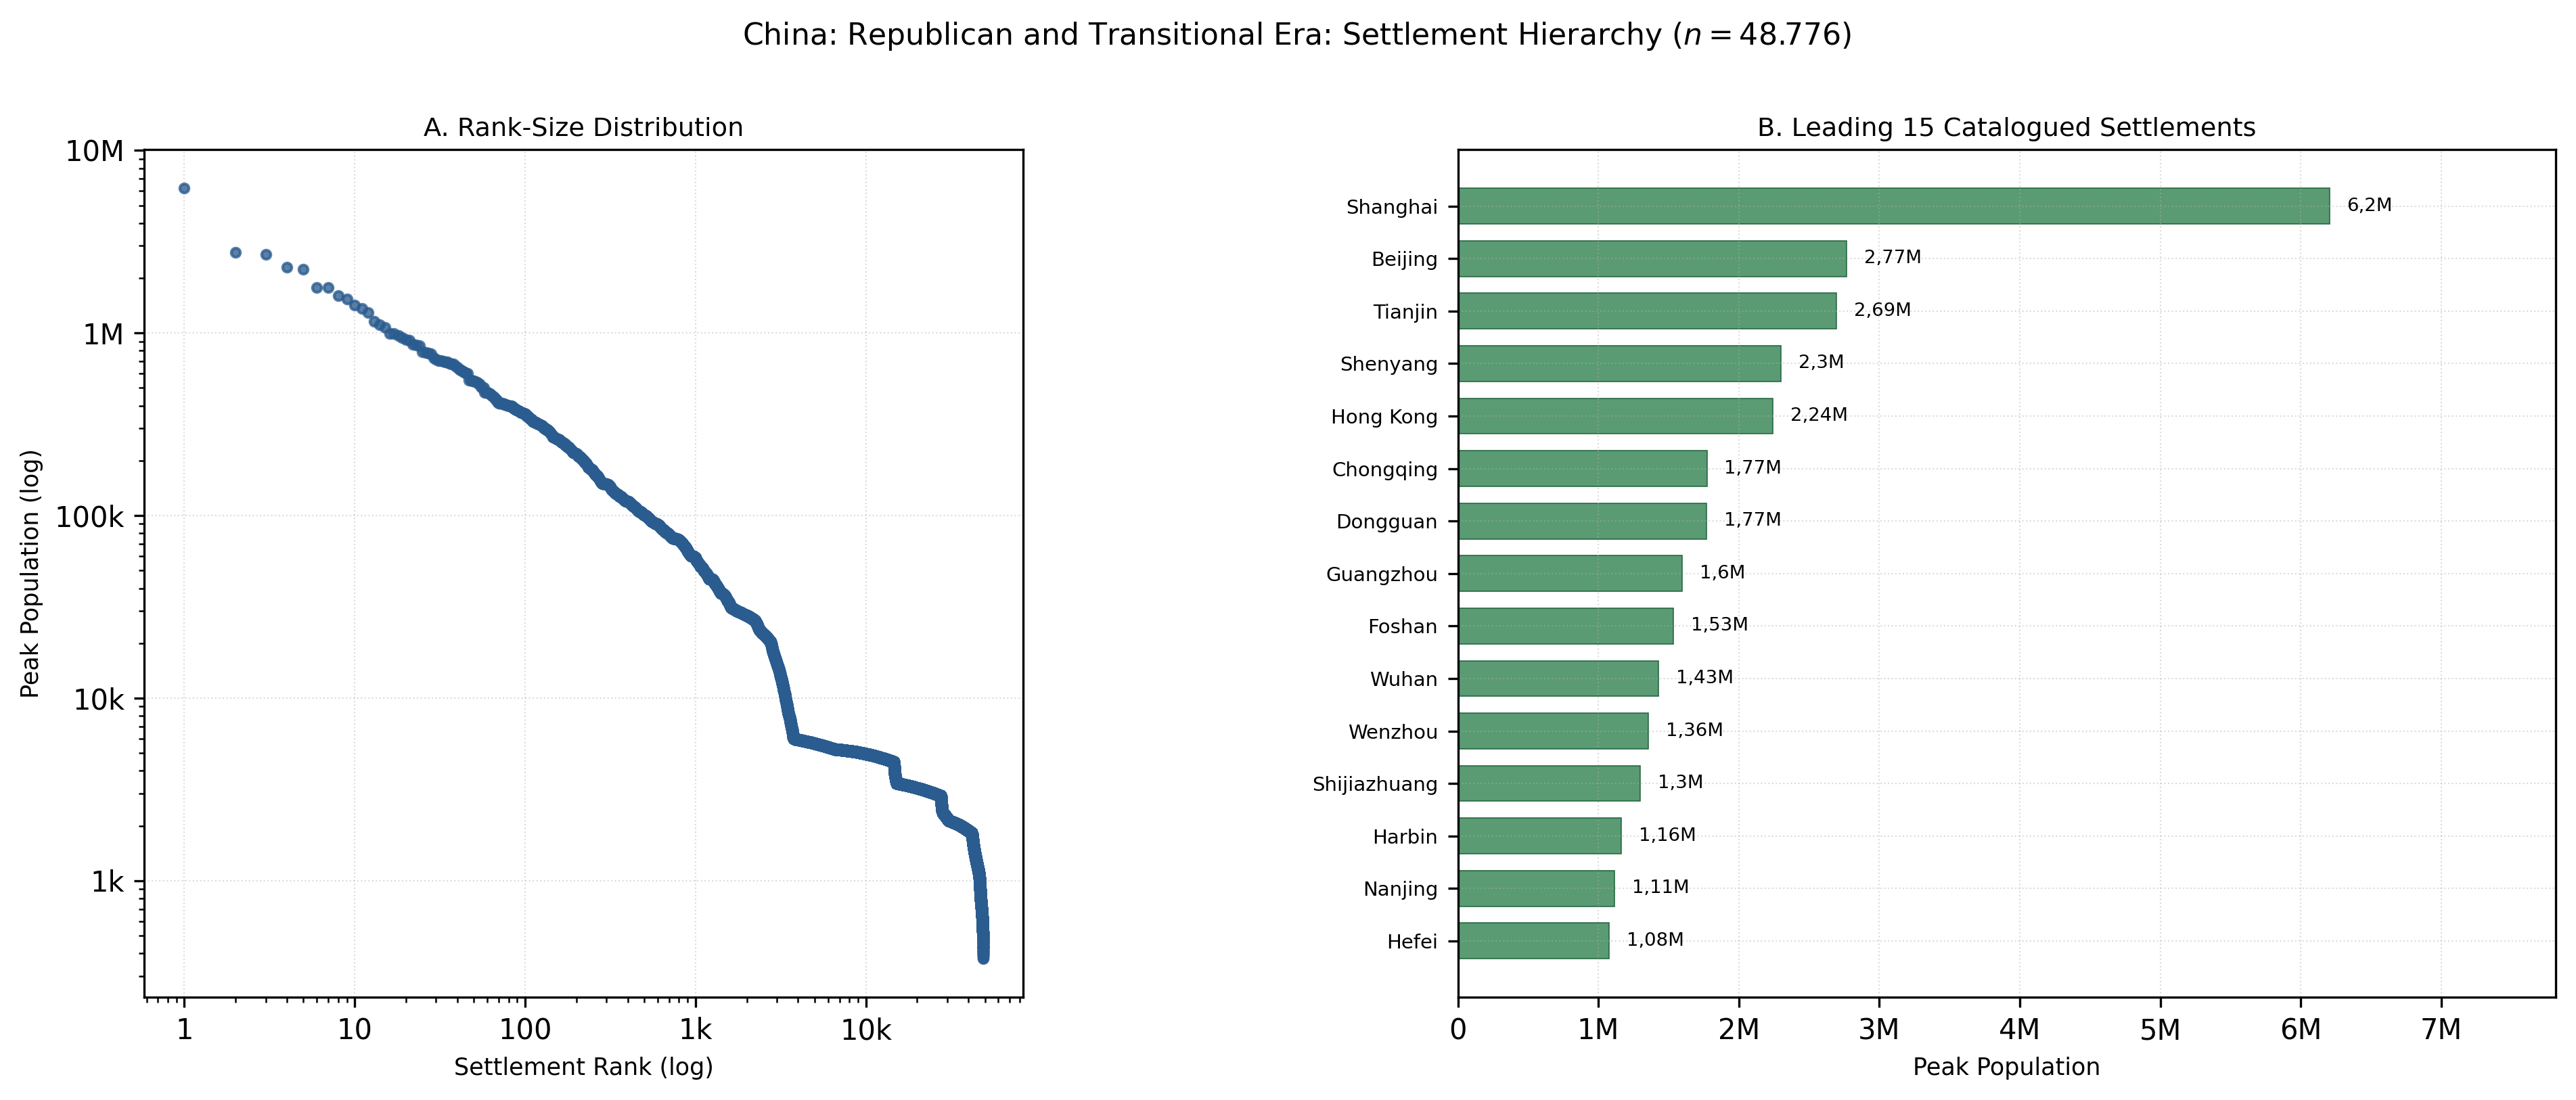 China: Republican and Transitional Era: Settlement Hierarchy (n = 48.776)
A. Rank-Size Distribution
10M
1M
100k
10k
1k
Peak Population (log)
1
10
100
1k
10k
Settlement Rank (log)
B. Leading 15 Catalogued Settlements
Shanghai 6,2M
Beijing 2,77M
Tianjin 2,69M
Shenyang 2,3M
Hong Kong 2,24M
Chongqing 1,77M
Dongguan 1,77M
Guangzhou 1,6M
Foshan 1,53M
Wuhan 1,43M
Wenzhou 1,36M
Shijiazhuang 1,3M
Harbin 1,16M
Nanjing 1,11M
Hefei 1,08M
0 1M 2M 3M 4M 5M 6M 7M
Peak Population